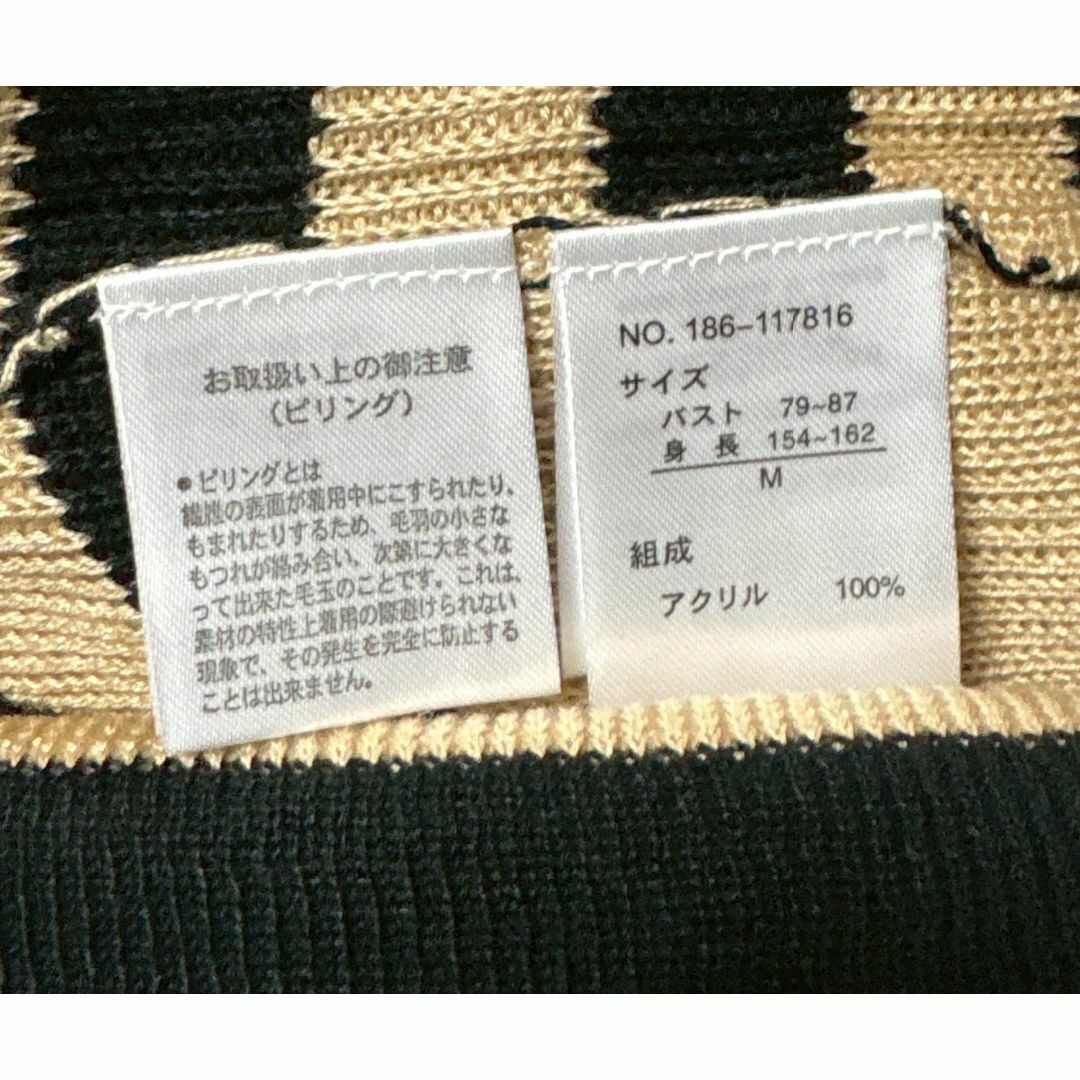 お取扱い上の御注意
（ピリング）
●ピリングとは
繊維の表面が着用中にこすられたり、
もまれたりするため、毛羽の小さな
もつれが絡み合い、次第に大きくな
って出来た毛玉のことです。これは、
素材の特性上着用の際避けられない
現象で、その発生を完全に防止する
ことは出来ません。
NO. 186-117816
サイズ
バスト 79~87
身 長 154~162
M
組成
アクリル 100%